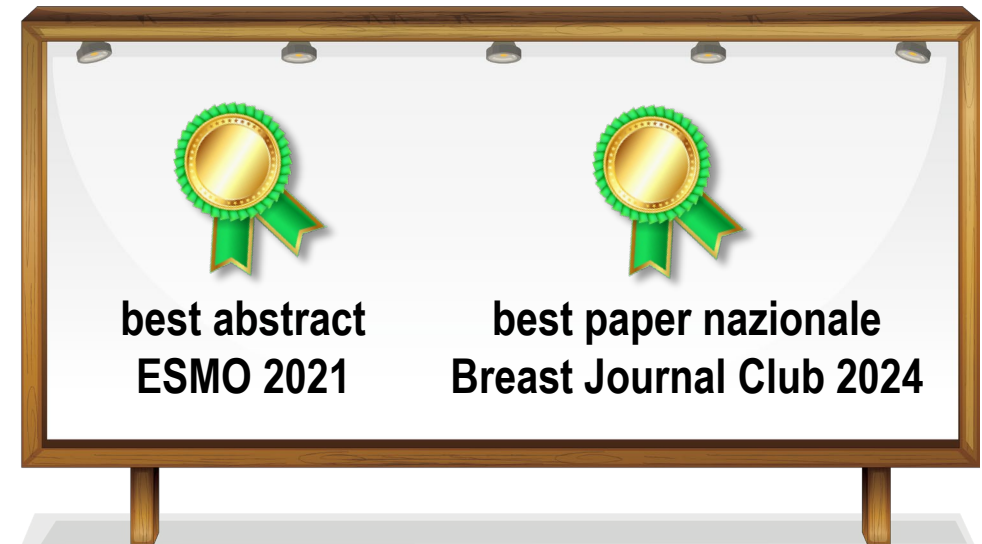 best abstract
ESMO 2021
best paper nazionale
Breast Journal Club 2024